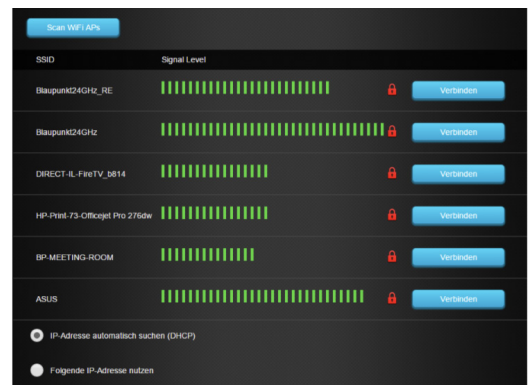 Scan WiFi APs
SSID Signal Level
Blaupunkt24GHz_RE Verbinden
Blaupunkt24GHz Verbinden
DIRECT-IL-FireTV_b814 Verbinden
HP-Print-73-Officejet Pro 276dw Verbinden
BP-MEETING-ROOM Verbinden
ASUS Verbinden
IP-Adresse automatisch suchen (DHCP)
Folgende IP-Adresse nutzen